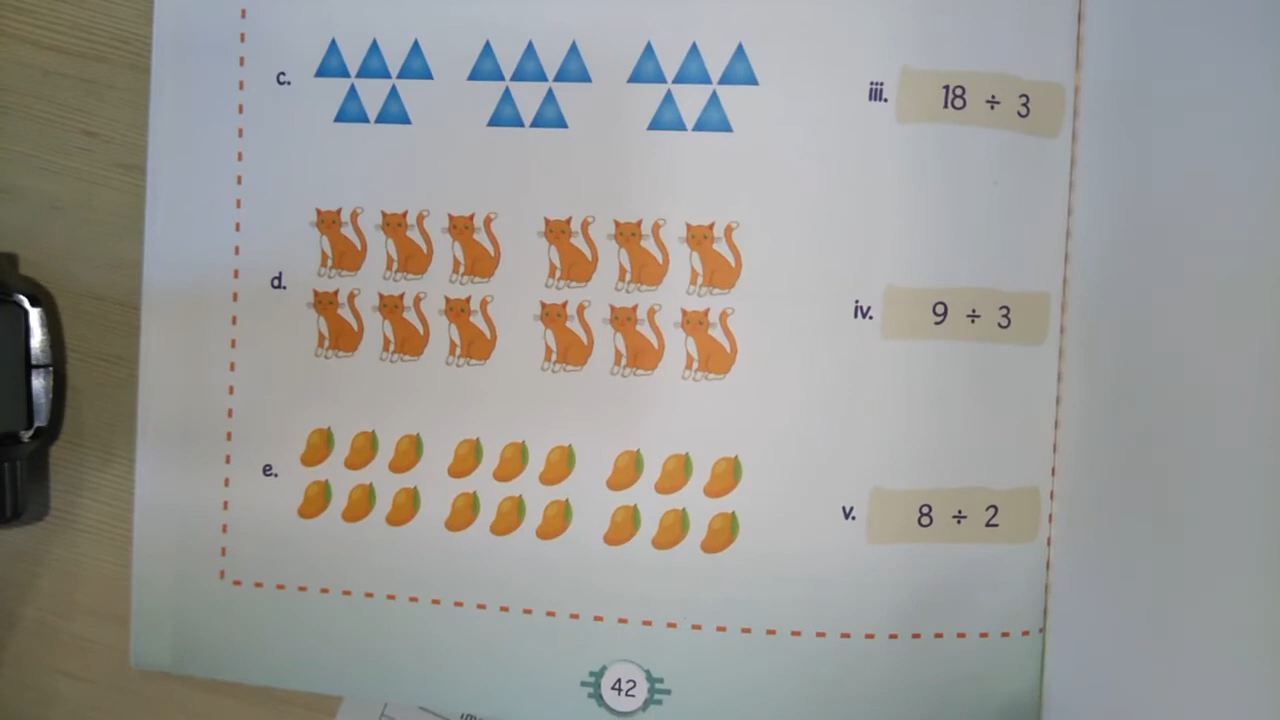 c.
iii. 18 ÷ 3
d.
iv. 9 ÷ 3
e.
v. 8 ÷ 2
42